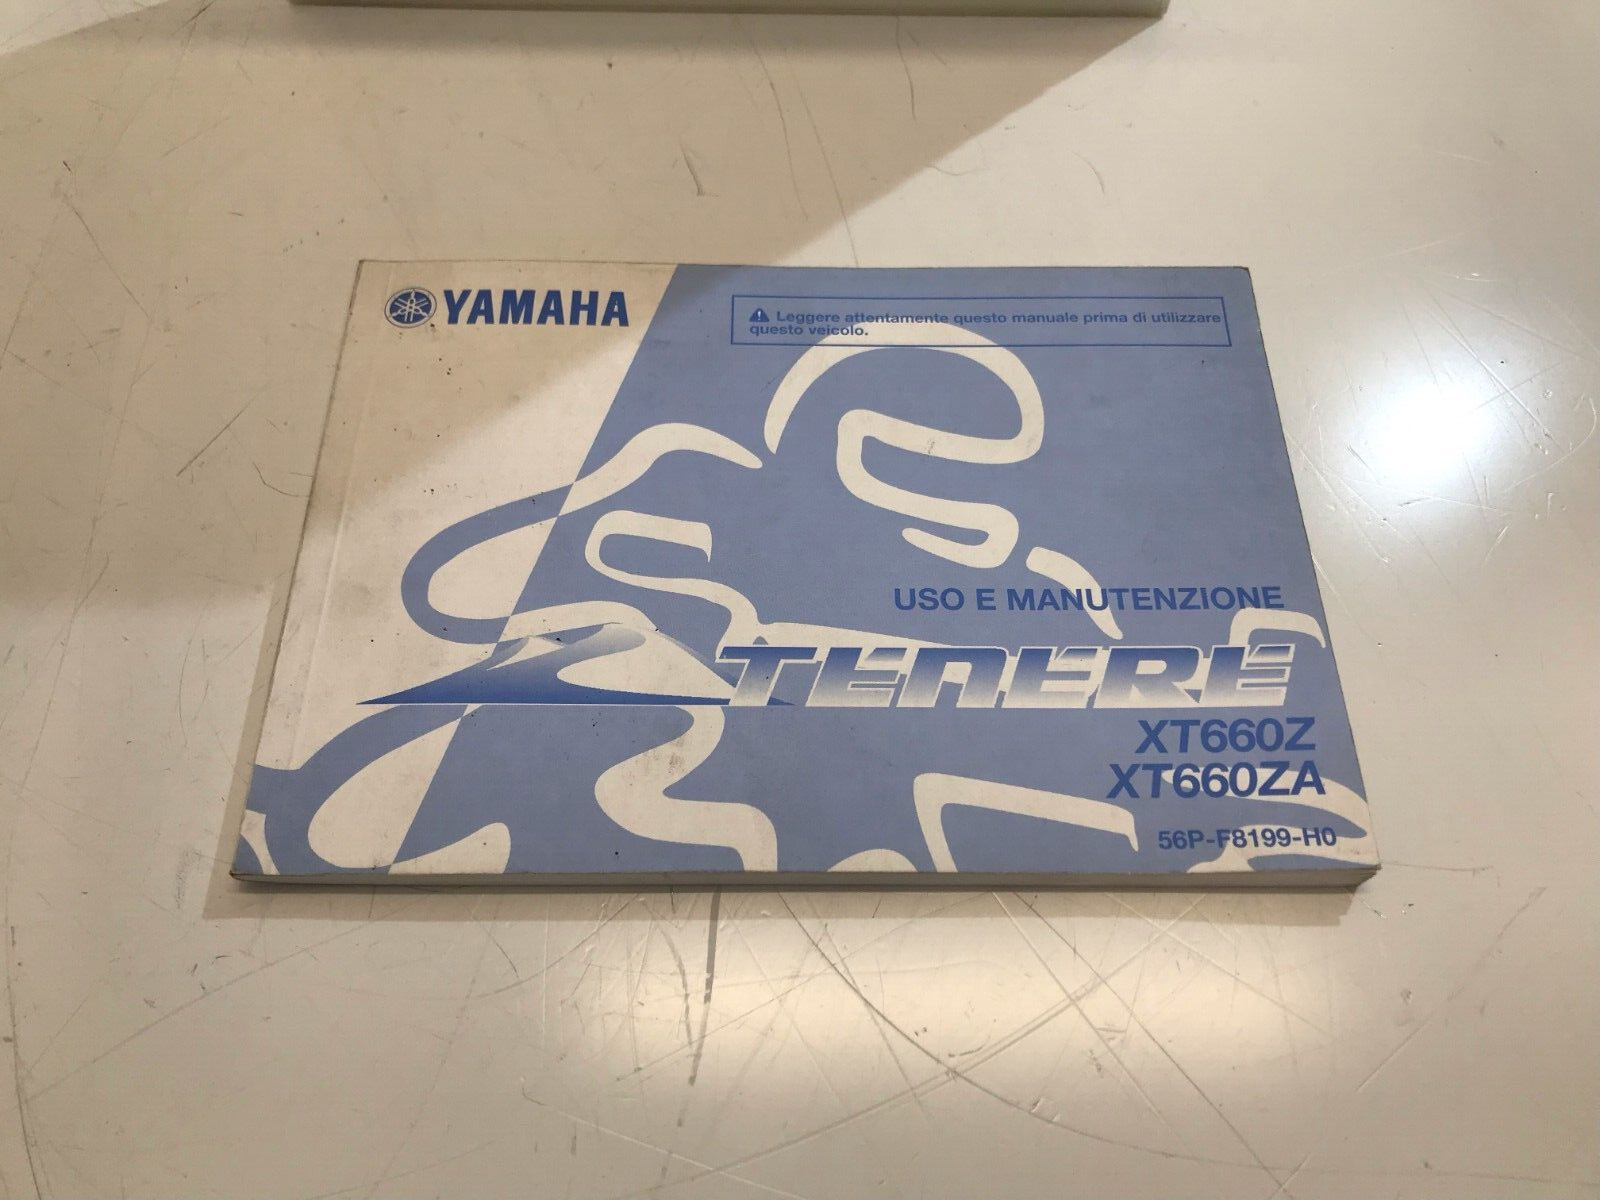 YAMAHA
Leggere attentamente questo manuale prima di utilizzare
questo veicolo.
USO E MANUTENZIONE
TENERE
XT660Z
XT660ZA
56P-F8199-H0